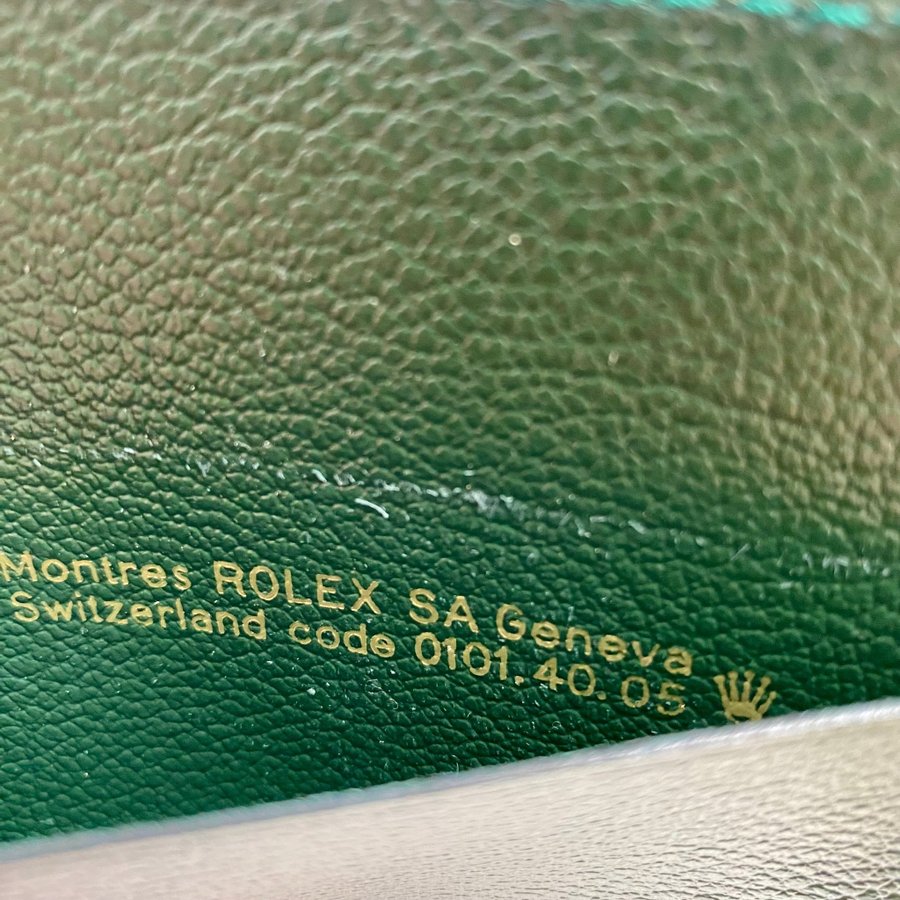 Montres ROLEX SA Geneva
Switzerland code 0101.40.05